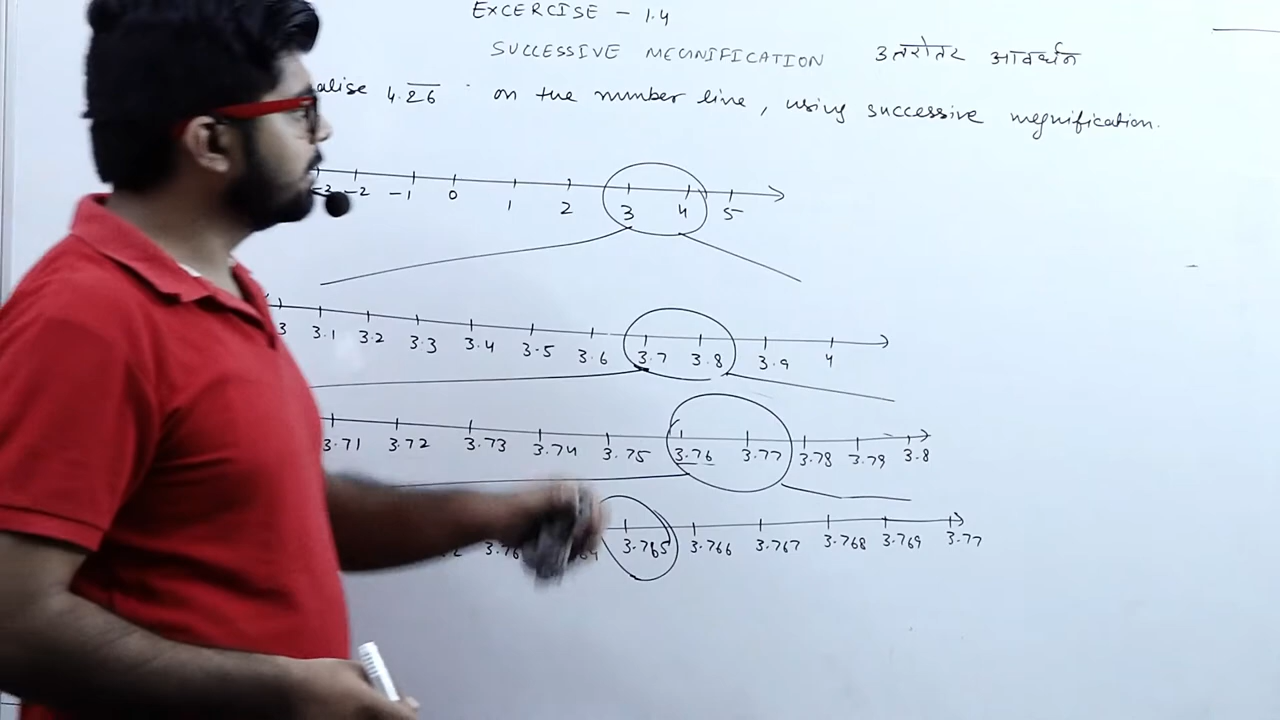 EXCERCISE - 1.4
SUCCESSIVE MEGNIFICATION उत्तरोतर आवर्धन
alise 4.2̅6̅ on the number line, using successive megnification.
-3 -2 -1 0 1 2 3 4 5
3 3.1 3.2 3.3 3.4 3.5 3.6 3.7 3.8 3.9 4
3.71 3.72 3.73 3.74 3.75 3.76 3.77 3.78 3.79 3.8
3.765 3.766 3.767 3.768 3.769 3.77